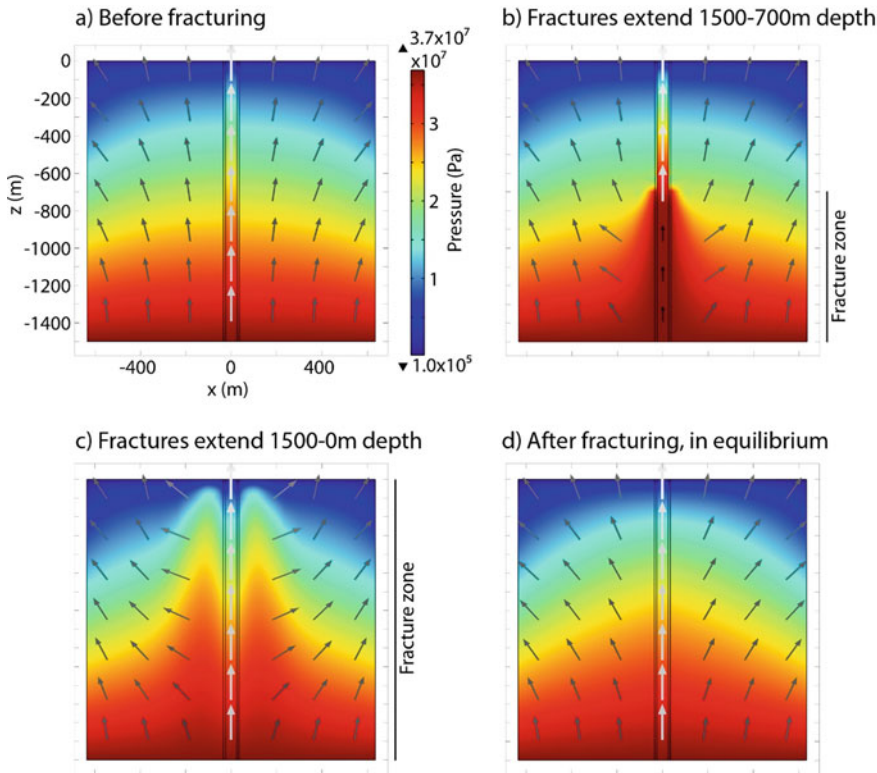 a) Before fracturing
b) Fractures extend 1500-700m depth
3.7x10⁷
x10⁷
0
-200
-400
-600
-800
-1000
-1200
-1400
z (m)
-400
0
400
x (m)
3
2
1
Pressure (Pa)
1.0x10⁵
Fracture zone
c) Fractures extend 1500-0m depth
d) After fracturing, in equilibrium
Fracture zone